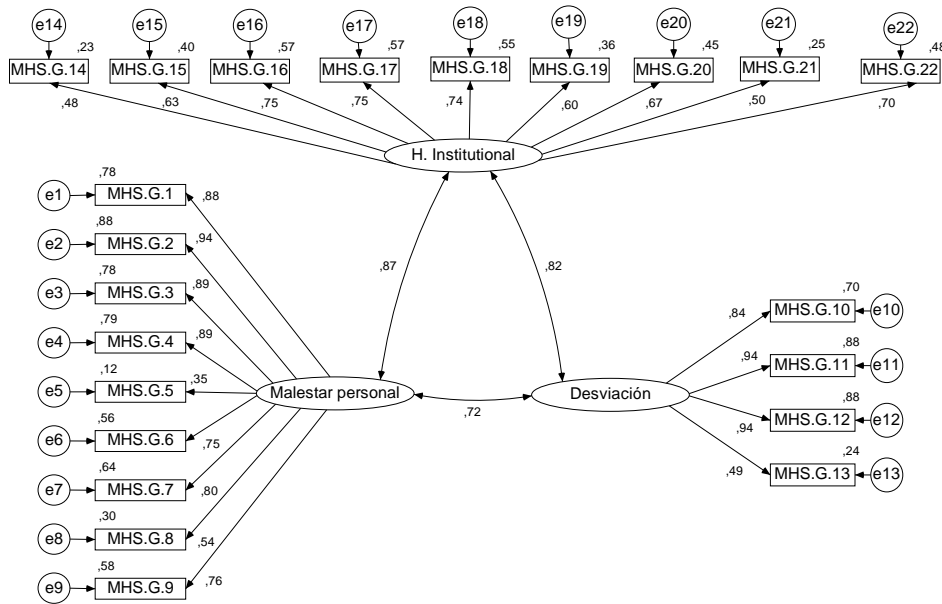 e14 e15 e16 e17 e18 e19 e20 e21 e22
,23 ,40 ,57 ,57 ,55 ,36 ,45 ,25 ,48
MHS.G.14 MHS.G.15 MHS.G.16 MHS.G.17 MHS.G.18 MHS.G.19 MHS.G.20 MHS.G.21 MHS.G.22
,48 ,63 ,75 ,75 ,74 ,60 ,67 ,50 ,70
H. Institutional
,78
e1 MHS.G.1 ,88
,88
e2 MHS.G.2 ,94
,78
e3 MHS.G.3 ,89
,79
e4 MHS.G.4 ,89
,12
e5 MHS.G.5 ,35
,56
e6 MHS.G.6 ,75
,64
e7 MHS.G.7 ,80
,30
e8 MHS.G.8 ,54
,58
e9 MHS.G.9 ,76
,87 ,82
Malestar personal ,72 Desviación
,70
,84 MHS.G.10 e10
,88
,94 MHS.G.11 e11
,88
,94 MHS.G.12 e12
,24
,49 MHS.G.13 e13